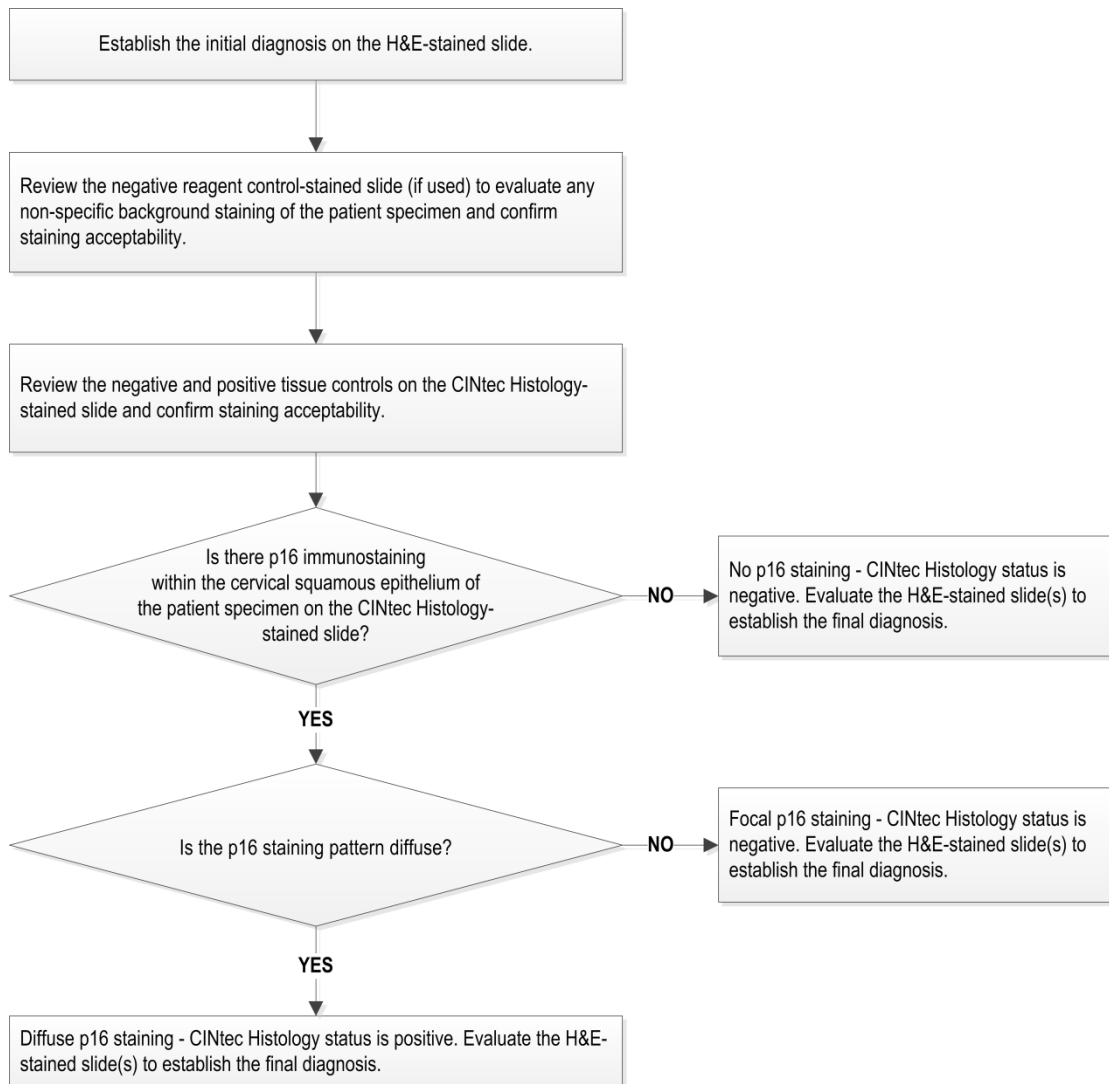 Establish the initial diagnosis on the H&E-stained slide.
Review the negative reagent control-stained slide (if used) to evaluate any
non-specific background staining of the patient specimen and confirm
staining acceptability.
Review the negative and positive tissue controls on the CINtec Histology-
stained slide and confirm staining acceptability.
Is there p16 immunostaining
within the cervical squamous epithelium of
the patient specimen on the CINtec Histology-
stained slide?
NO
No p16 staining - CINtec Histology status is
negative. Evaluate the H&E-stained slide(s) to
establish the final diagnosis.
YES
Is the p16 staining pattern diffuse?
NO
Focal p16 staining - CINtec Histology status is
negative. Evaluate the H&E-stained slide(s) to
establish the final diagnosis.
YES
Diffuse p16 staining - CINtec Histology status is positive. Evaluate the H&E-
stained slide(s) to establish the final diagnosis.